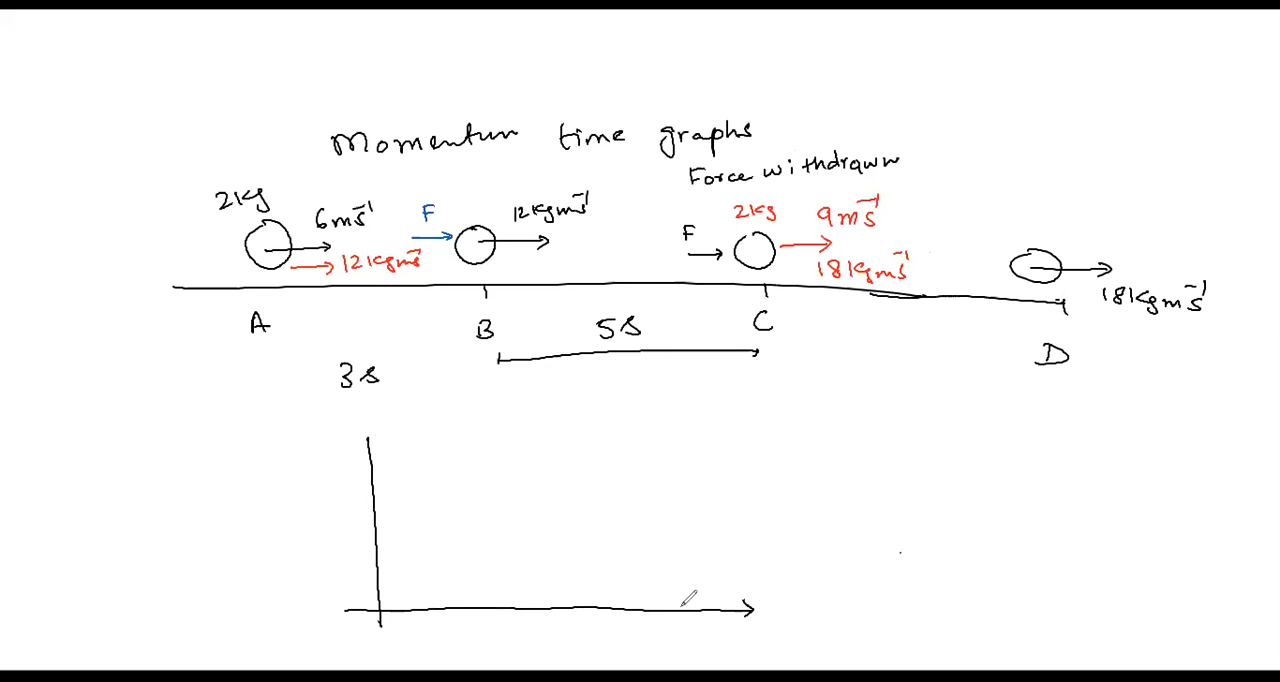 Momentum time graphs
Force withdrawn
2kg
6ms⁻¹
12kgms⁻¹
F
12kgms⁻¹
F
2kg
9ms⁻¹
18kgms⁻¹
18kgms⁻¹
A
B
5s
C
D
3s